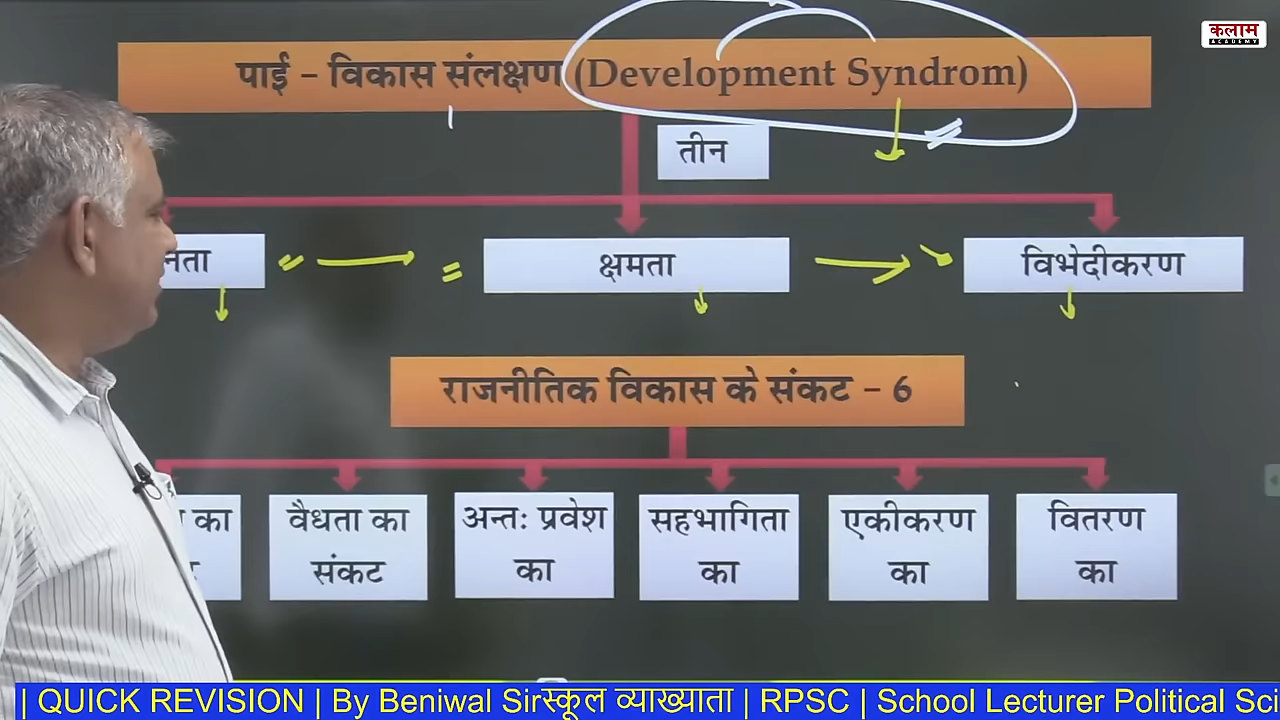 कलाम
ACADEMY
पाई – विकास संलक्षण (Development Syndrom)
तीन
नता
क्षमता
विभेदीकरण
राजनीतिक विकास के संकट – 6
का
वैधता का
संकट
अन्तः प्रवेश
का
सहभागिता
का
एकीकरण
का
वितरण
का
| QUICK REVISION | By Beniwal Sirस्कूल व्याख्याता | RPSC | School Lecturer Political Sci